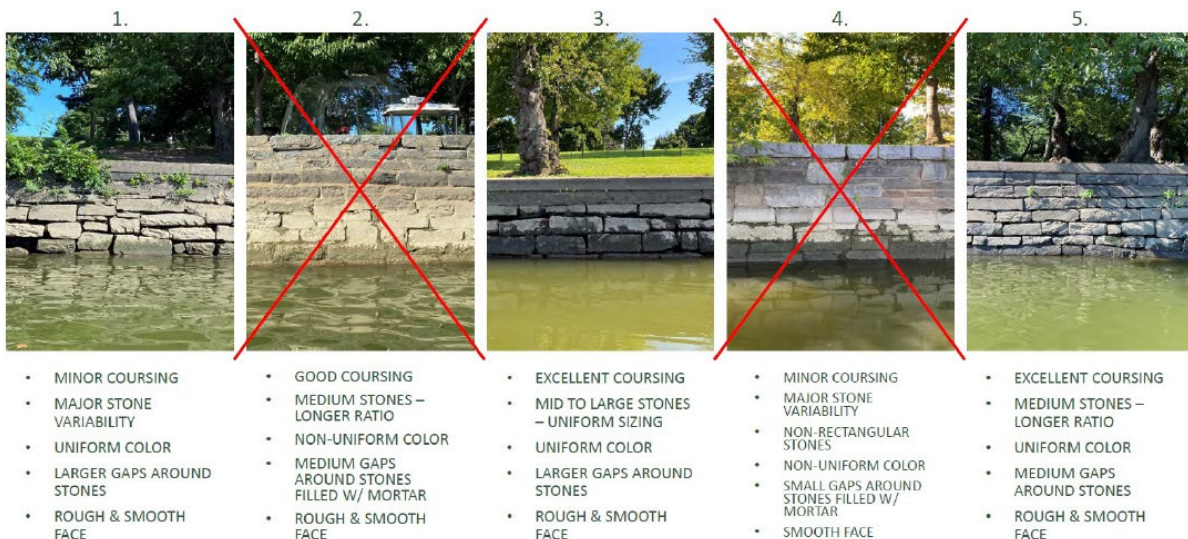 1.
2.
3.
4.
5.
• MINOR COURSING
• MAJOR STONE
VARIABILITY
• UNIFORM COLOR
• LARGER GAPS AROUND
STONES
• ROUGH & SMOOTH
FACE
• GOOD COURSING
• MEDIUM STONES –
LONGER RATIO
• NON-UNIFORM COLOR
• MEDIUM GAPS
AROUND STONES
FILLED W/ MORTAR
• ROUGH & SMOOTH
FACE
• EXCELLENT COURSING
• MID TO LARGE STONES
– UNIFORM SIZING
• UNIFORM COLOR
• LARGER GAPS AROUND
STONES
• ROUGH & SMOOTH
FACE
• MINOR COURSING
• MAJOR STONE
VARIABILITY
• NON-RECTANGULAR
STONES
• NON-UNIFORM COLOR
• SMALL GAPS AROUND
STONES FILLED W/
MORTAR
• SMOOTH FACE
• EXCELLENT COURSING
• MEDIUM STONES –
LONGER RATIO
• UNIFORM COLOR
• MEDIUM GAPS
AROUND STONES
• ROUGH & SMOOTH
FACE